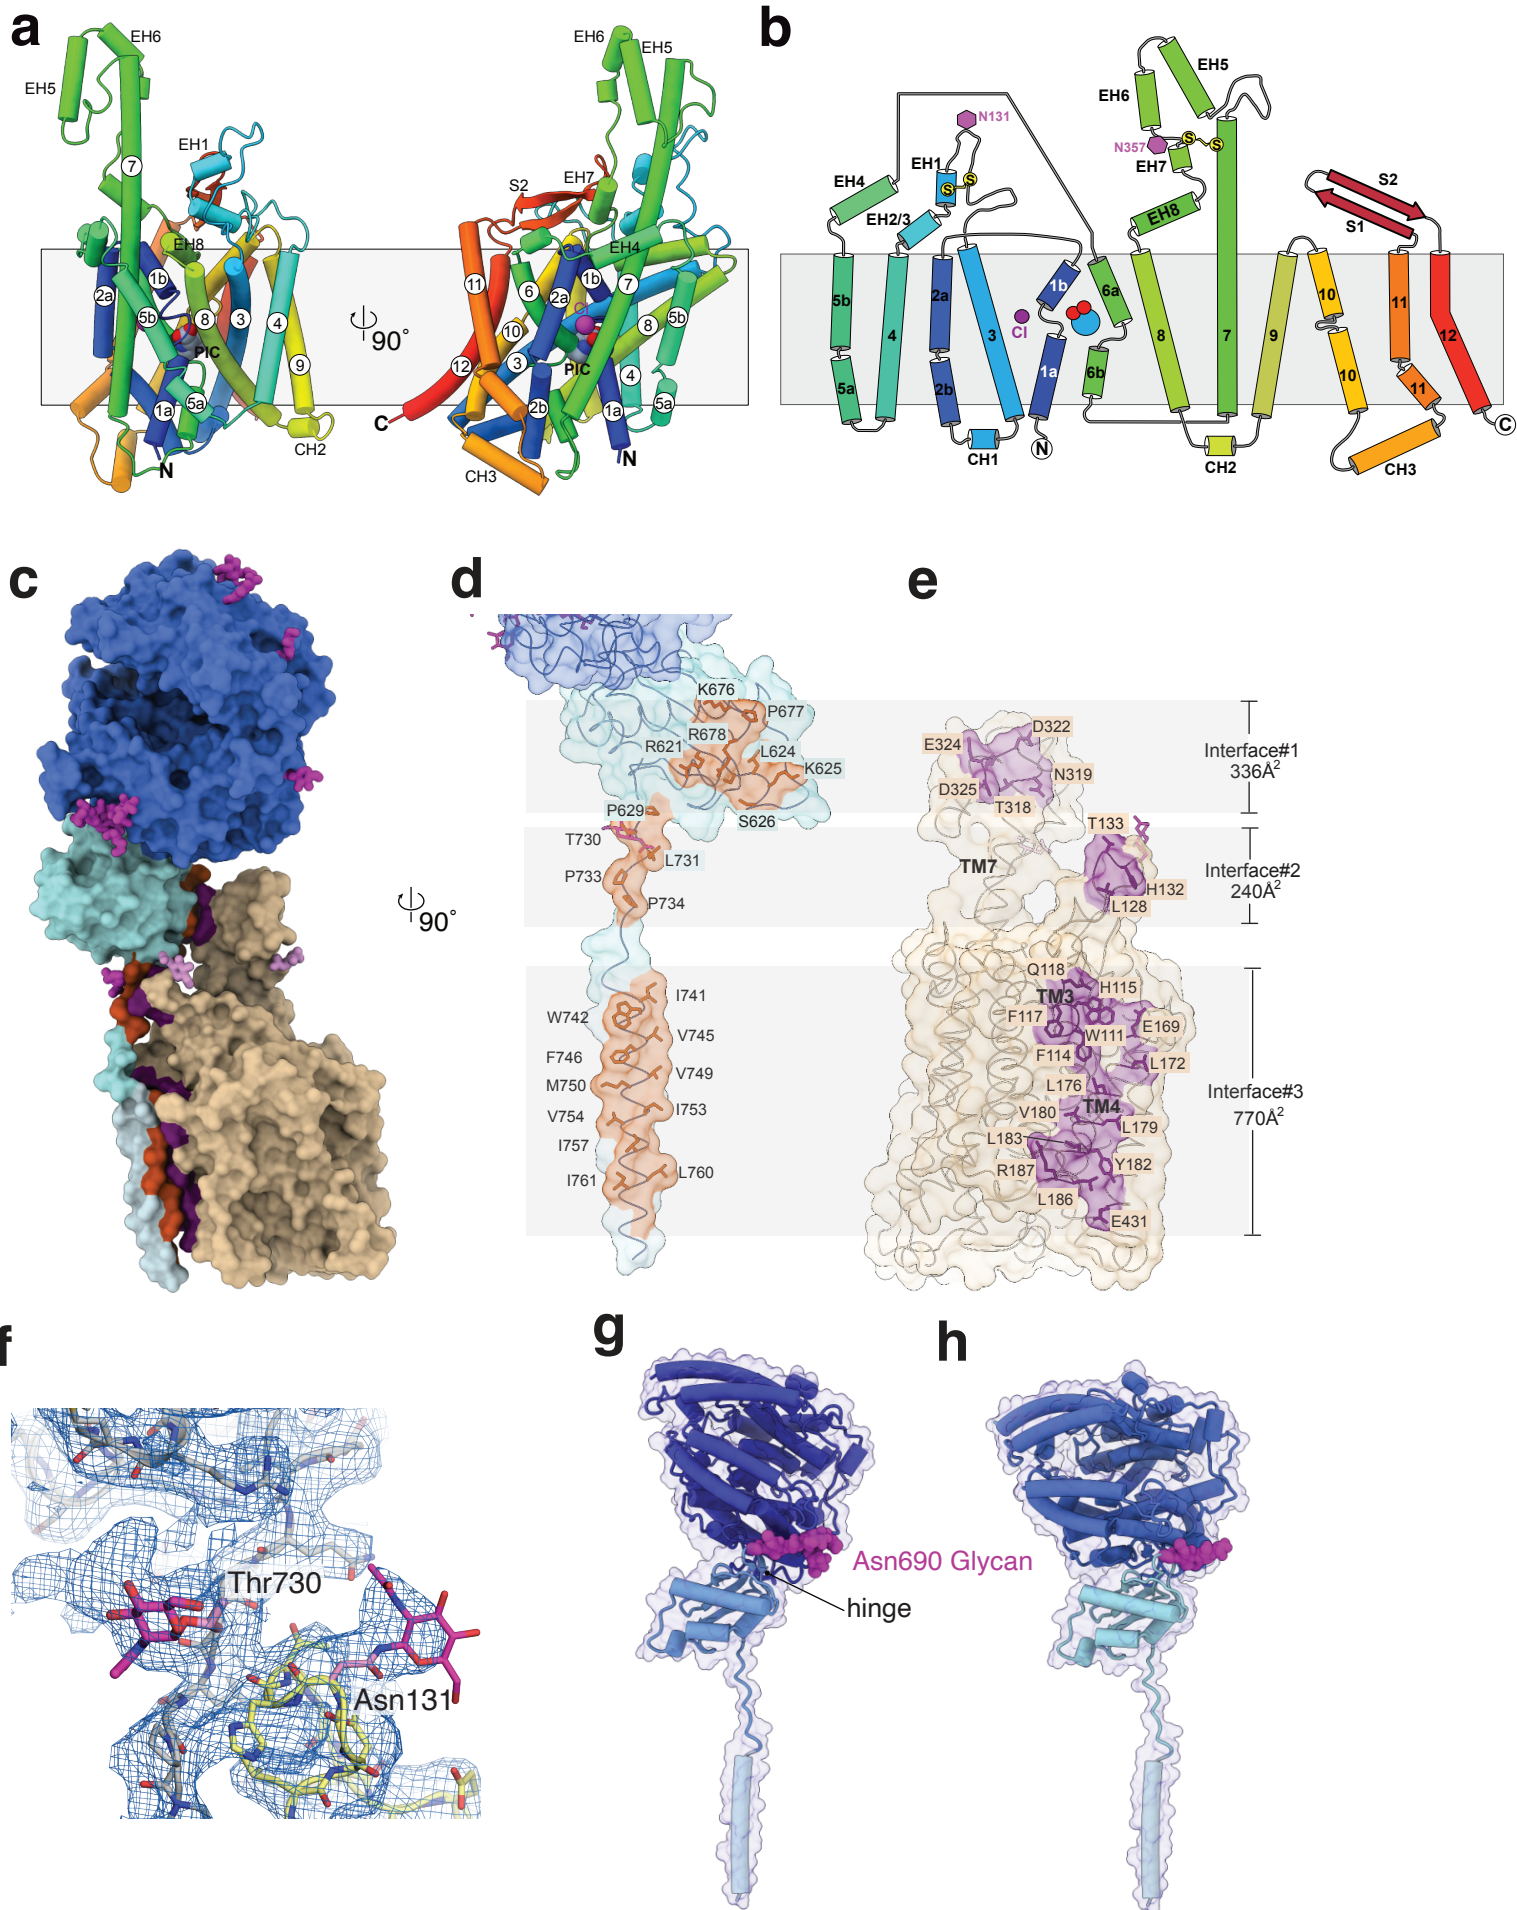 a
EH6
EH5
7
EH1
EH8
2a
1b
5b
8
3
4
PIC
9
1a
5a
N
CH2
90°
EH6
EH5
S2
EH7
EH4
11
6
2a
1b
7
Cl
10
8
5b
12
3
PIC
4
2b
1a
5a
C
CH3
N
b
EH5
EH6
N131
N357
S
S
EH7
EH1
S
S
EH4
EH2/3
EH8
S2
S1
5b
4
2a
3
1b
6a
Cl
8
7
9
10
11
12
5a
2b
1a
6b
10
11
CH1
N
CH2
CH3
C
c
90°
d
K676
P677
R678
R621
L624
K625
P629
S626
T730
L731
P733
P734
I741
W742
V745
F746
V749
M750
I753
V754
I757
L760
I761
e
D322
E324
N319
D325
T318
T133
TM7
H132
L128
Q118
H115
TM3
F117
E169
W111
F114
L172
L176
V180
TM4
L179
L183
Y182
R187
L186
E431
Interface#1
336Å2
Interface#2
240Å2
Interface#3
770Å2
f
Thr730
Asn131
g
Asn690 Glycan
hinge
h